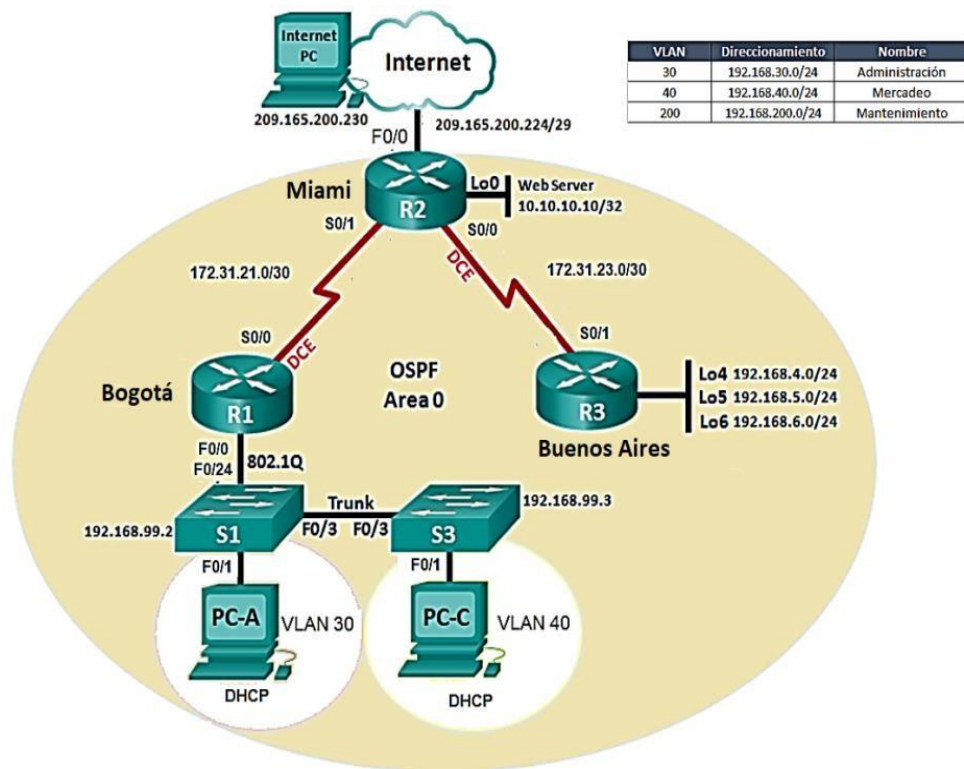 Internet
PC
Internet
209.165.200.230
F0/0
209.165.200.224/29
VLAN Direccionamiento Nombre
30 192.168.30.0/24 Administración
40 192.168.40.0/24 Mercadeo
200 192.168.200.0/24 Mantenimiento
Miami
R2
Lo0
Web Server
10.10.10.10/32
S0/1
S0/0
DCE
172.31.21.0/30
172.31.23.0/30
S0/0
DCE
S0/1
Bogotá
R1
OSPF
Area 0
R3
Buenos Aires
Lo4 192.168.4.0/24
Lo5 192.168.5.0/24
Lo6 192.168.6.0/24
F0/0
F0/24
802.1Q
192.168.99.2
S1
Trunk
F0/3
F0/3
S3
192.168.99.3
F0/1
PC-A
VLAN 30
DHCP
F0/1
PC-C
VLAN 40
DHCP